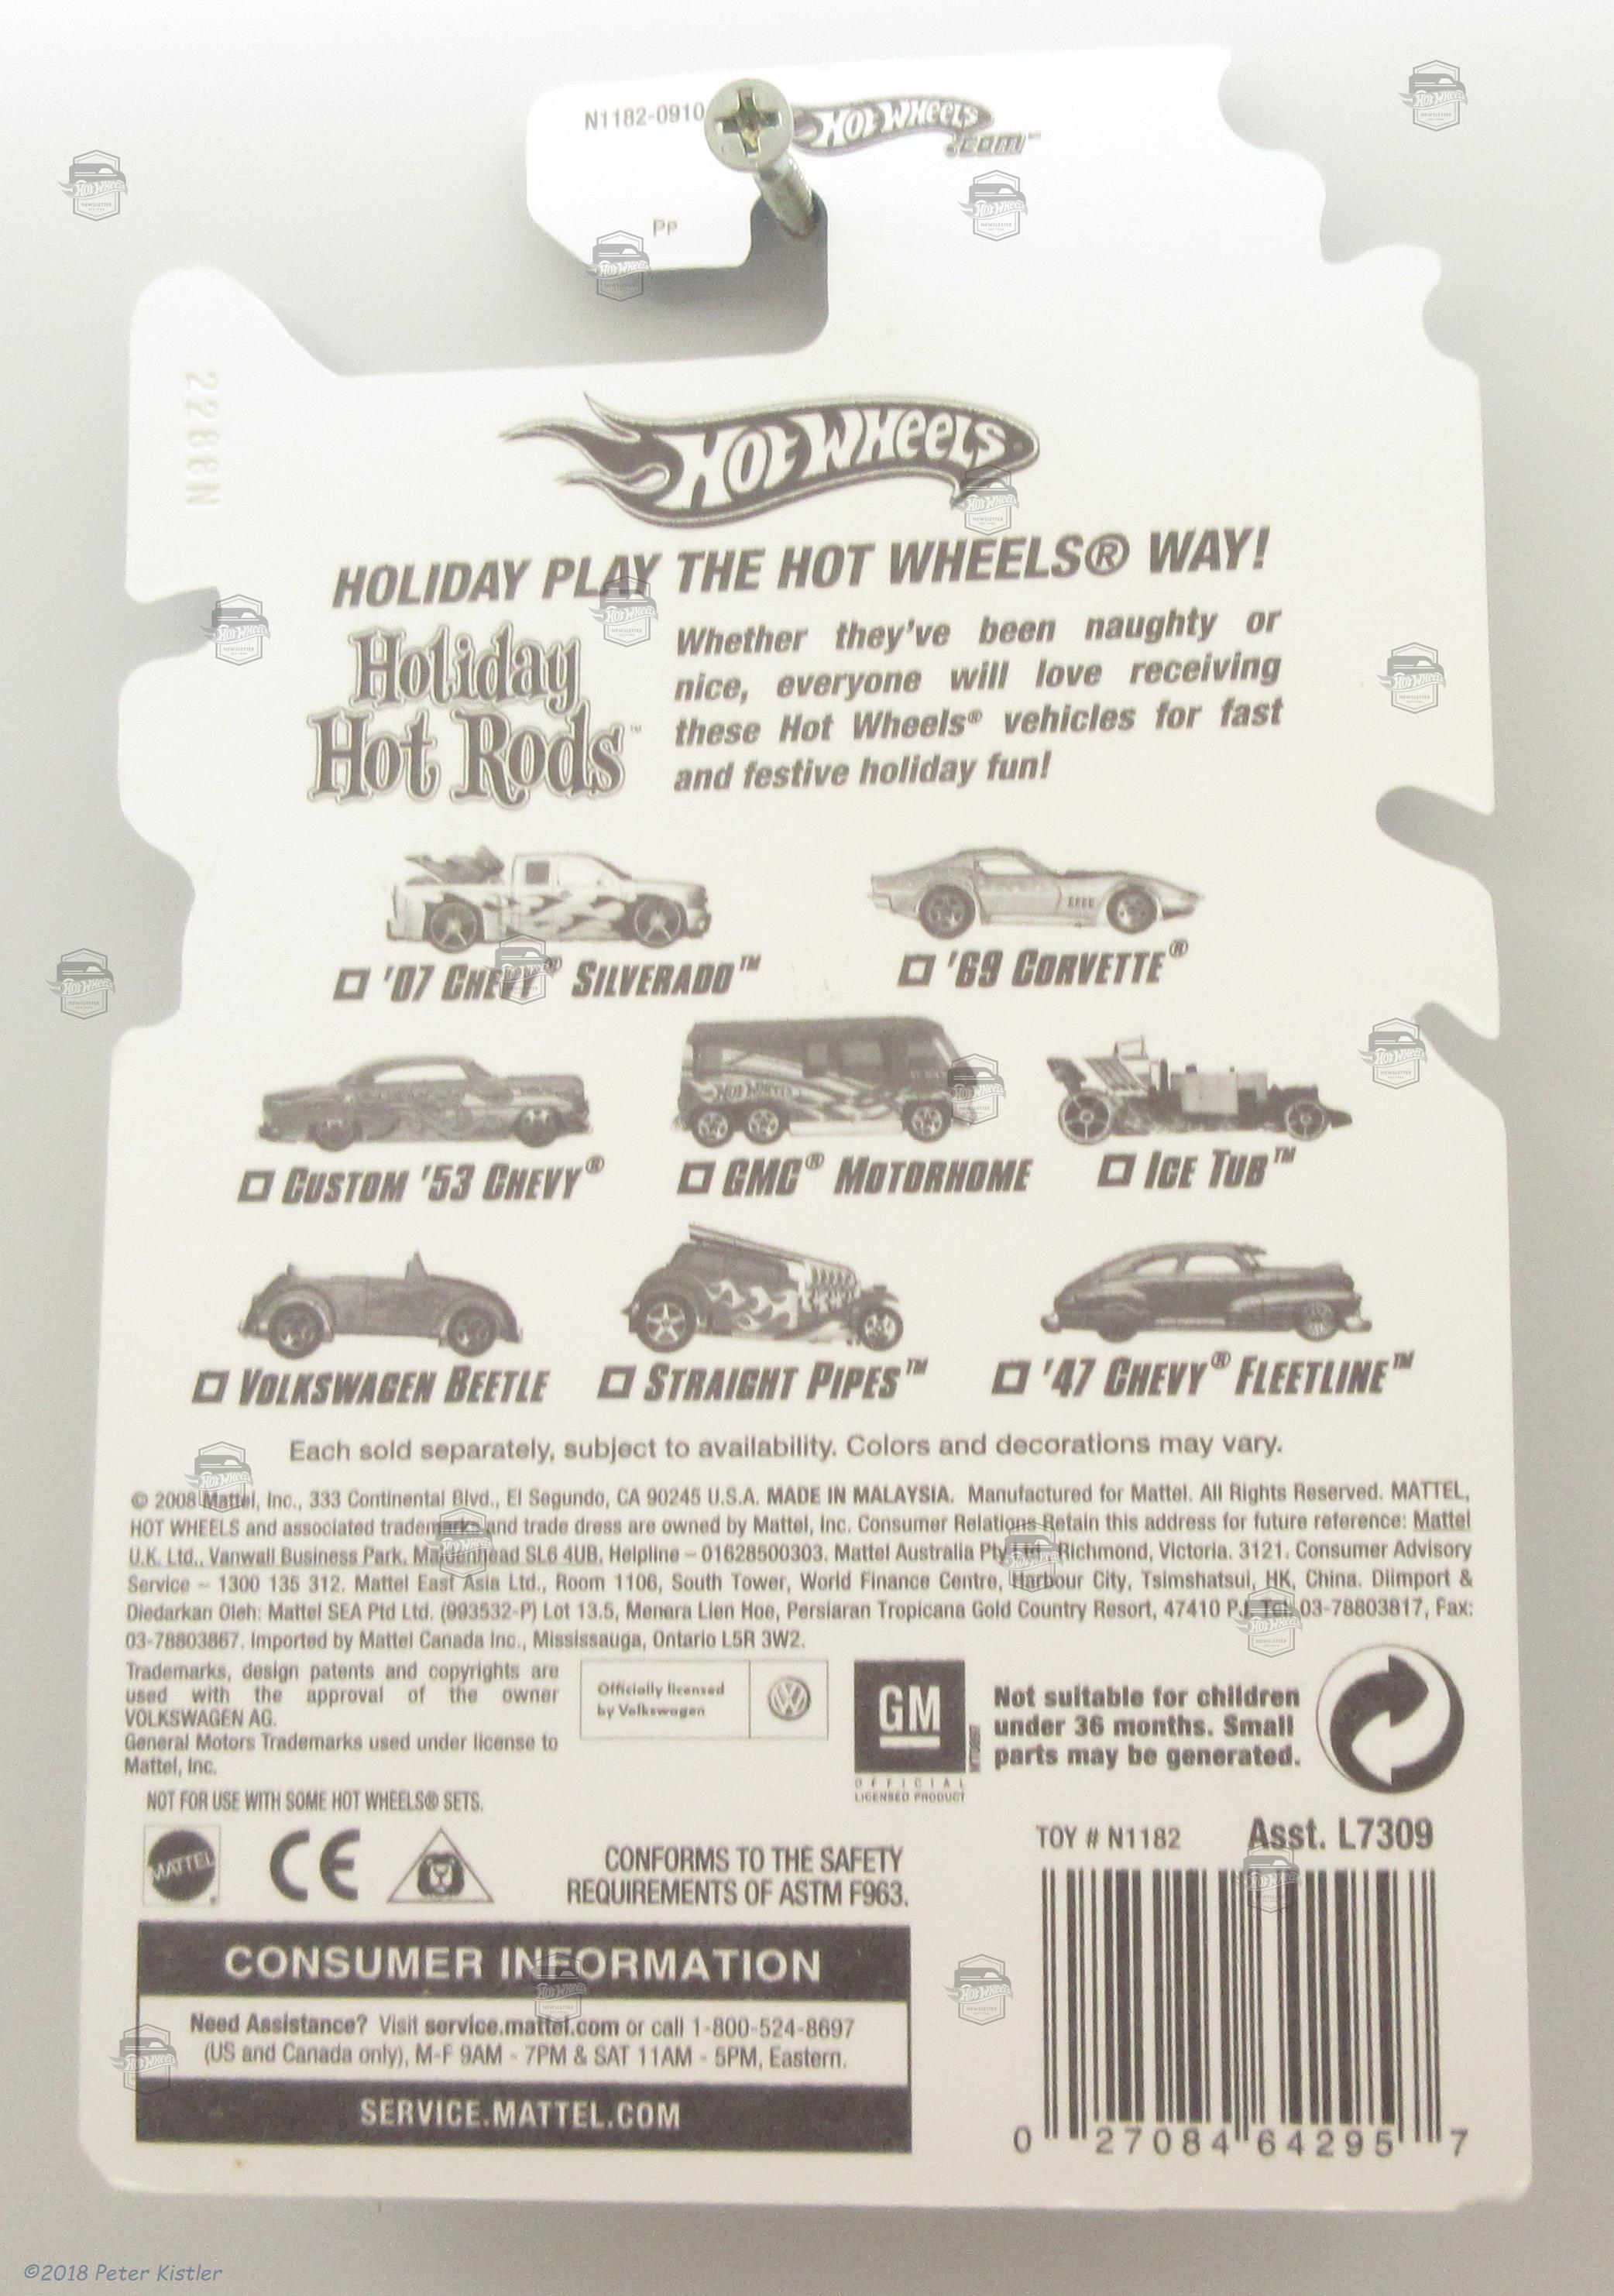 N1182-0910
HOT WHEELS
.COM™
Pp
2288N
HOT WHEELS
HOLIDAY PLAY THE HOT WHEELS® WAY!
Holiday
Hot Rods™
Whether they've been naughty or
nice, everyone will love receiving
these Hot Wheels® vehicles for fast
and festive holiday fun!
'07 CHEVY® SILVERADO™
'69 CORVETTE®
CUSTOM '53 CHEVY®
GMC® MOTORHOME
ICE TUB™
VOLKSWAGEN BEETLE
STRAIGHT PIPES™
'47 CHEVY® FLEETLINE™
Each sold separately, subject to availability. Colors and decorations may vary.
© 2008 Mattel, Inc., 333 Continental Blvd., El Segundo, CA 90245 U.S.A. MADE IN MALAYSIA. Manufactured for Mattel. All Rights Reserved. MATTEL,
HOT WHEELS and associated trademarks and trade dress are owned by Mattel, Inc. Consumer Relations Retain this address for future reference: Mattel
U.K. Ltd., Vanwall Business Park, Maidenhead SL6 4UB. Helpline – 01628500303. Mattel Australia Pty. Ltd., Richmond, Victoria. 3121. Consumer Advisory
Service – 1300 135 312. Mattel East Asia Ltd., Room 1106, South Tower, World Finance Centre, Harbour City, Tsimshatsui, HK, China. Diimport &
Diedarkan Oleh: Mattel SEA Ptd Ltd. (993532-P) Lot 13.5, Menara Lien Hoe, Persiaran Tropicana Gold Country Resort, 47410 PJ. Tel: 03-78803817, Fax:
03-78803867. Imported by Mattel Canada Inc., Mississauga, Ontario L5R 3W2.
Trademarks, design patents and copyrights are
used with the approval of the owner
VOLKSWAGEN AG.
General Motors Trademarks used under license to
Mattel, Inc.
Officially licensed
by Volkswagen
GM
OFFICIAL
LICENSED PRODUCT
Not suitable for children
under 36 months. Small
parts may be generated.
NOT FOR USE WITH SOME HOT WHEELS® SETS.
MATTEL
CE
CONFORMS TO THE SAFETY
REQUIREMENTS OF ASTM F963.
TOY # N1182
Asst. L7309
CONSUMER INFORMATION
Need Assistance? Visit service.mattel.com or call 1-800-524-8697
(US and Canada only), M-F 9AM - 7PM & SAT 11AM - 5PM, Eastern.
SERVICE.MATTEL.COM
0 27084 64295 7
©2018 Peter Kistler